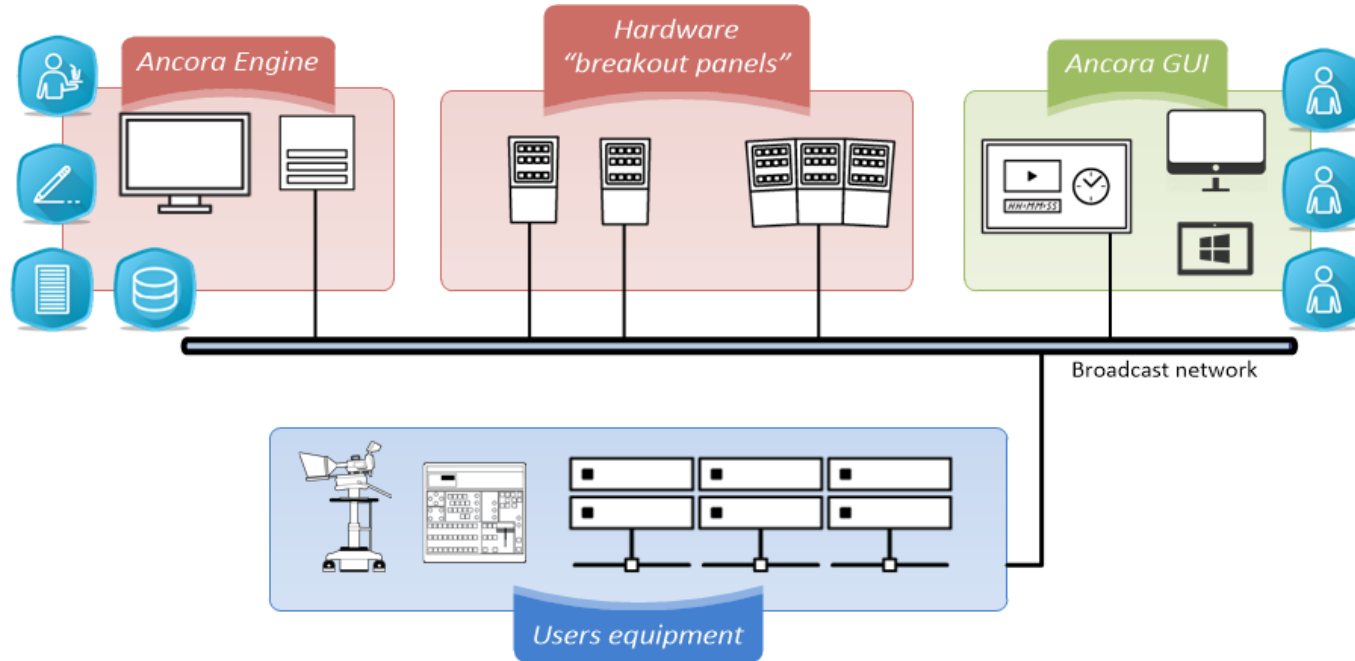 Ancora Engine
Hardware
“breakout panels”
Ancora GUI
HH:MM:SS
Broadcast network
Users equipment